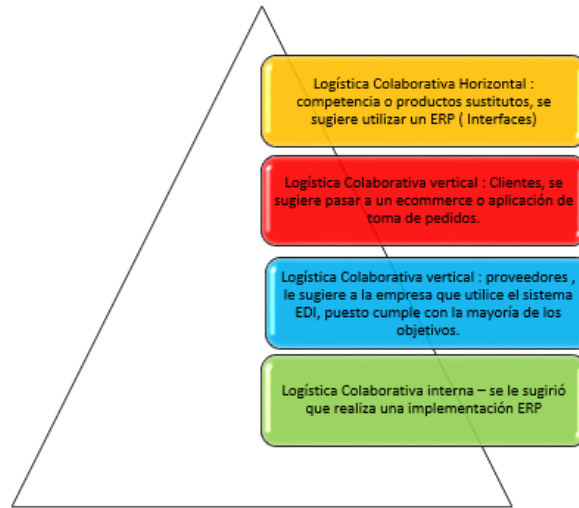 Logística Colaborativa Horizontal :
competencia o productos sustitutos, se
sugiere utilizar un ERP ( Interfaces)
Logística Colaborativa vertical : Clientes, se
sugiere pasar a un ecommerce o aplicación de
toma de pedidos.
Logística Colaborativa vertical : proveedores ,
le sugiere a la empresa que utilice el sistema
EDI, puesto cumple con la mayoría de los
objetivos.
Logística Colaborativa interna – se le sugirió
que realiza una implementación ERP